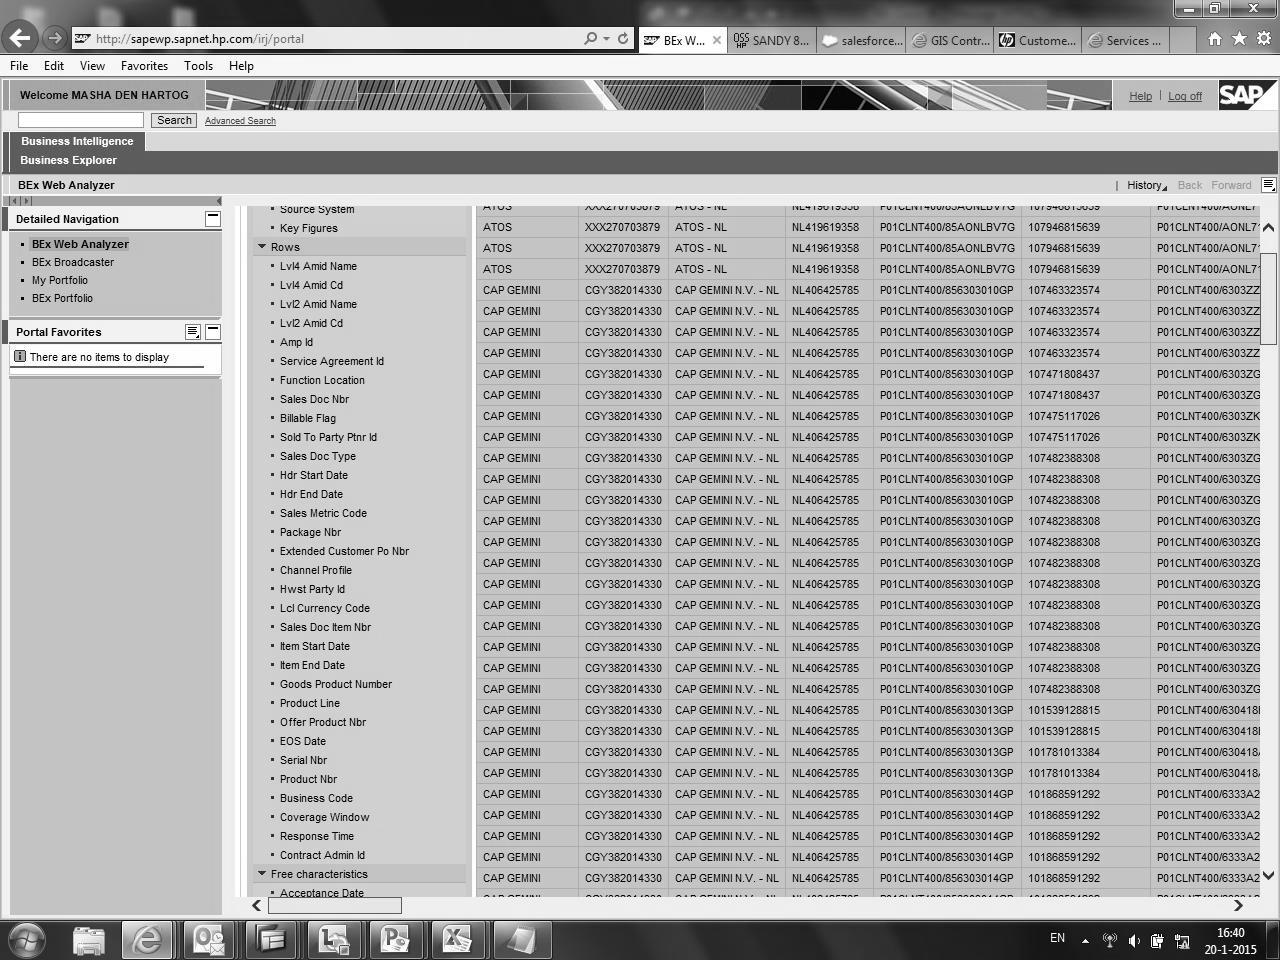 http://sapewp.sapnet.hp.com/irj/portal
BEx W...
OSS HP SANDY 8...
salesforce...
GIS Contr...
Custome...
Services ...
File Edit View Favorites Tools Help
Welcome MASHA DEN HARTOG
Help | Log off
SAP
Search Advanced Search
Business Intelligence
Business Explorer
BEx Web Analyzer
| History Back Forward
Detailed Navigation
BEx Web Analyzer
BEx Broadcaster
My Portfolio
BEx Portfolio
Portal Favorites
There are no items to display
Source System
Key Figures
Rows
Lvl4 Amid Name
Lvl4 Amid Cd
Lvl2 Amid Name
Lvl2 Amid Cd
Amp Id
Service Agreement Id
Function Location
Sales Doc Nbr
Billable Flag
Sold To Party Ptnr Id
Sales Doc Type
Hdr Start Date
Hdr End Date
Sales Metric Code
Package Nbr
Extended Customer Po Nbr
Channel Profile
Hwst Party Id
Lcl Currency Code
Sales Doc Item Nbr
Item Start Date
Item End Date
Goods Product Number
Product Line
Offer Product Nbr
EOS Date
Serial Nbr
Product Nbr
Business Code
Coverage Window
Response Time
Contract Admin Id
Free characteristics
Acceptance Date
ATOS XXX270703879 ATOS - NL NL419619358 P01CLNT400/85AONLBV7G 107946815639 P01CLNT400/AONL7
ATOS XXX270703879 ATOS - NL NL419619358 P01CLNT400/85AONLBV7G 107946815639 P01CLNT400/AONL71
ATOS XXX270703879 ATOS - NL NL419619358 P01CLNT400/85AONLBV7G 107946815639 P01CLNT400/AONL71
ATOS XXX270703879 ATOS - NL NL419619358 P01CLNT400/85AONLBV7G 107946815639 P01CLNT400/AONL71
CAP GEMINI CGY382014330 CAP GEMINI N.V. - NL NL406425785 P01CLNT400/856303010GP 107463323574 P01CLNT400/6303ZZ
CAP GEMINI CGY382014330 CAP GEMINI N.V. - NL NL406425785 P01CLNT400/856303010GP 107463323574 P01CLNT400/6303ZZ
CAP GEMINI CGY382014330 CAP GEMINI N.V. - NL NL406425785 P01CLNT400/856303010GP 107463323574 P01CLNT400/6303ZZ
CAP GEMINI CGY382014330 CAP GEMINI N.V. - NL NL406425785 P01CLNT400/856303010GP 107463323574 P01CLNT400/6303ZZ
CAP GEMINI CGY382014330 CAP GEMINI N.V. - NL NL406425785 P01CLNT400/856303010GP 107471808437 P01CLNT400/6303ZG
CAP GEMINI CGY382014330 CAP GEMINI N.V. - NL NL406425785 P01CLNT400/856303010GP 107471808437 P01CLNT400/6303ZG
CAP GEMINI CGY382014330 CAP GEMINI N.V. - NL NL406425785 P01CLNT400/856303010GP 107475117026 P01CLNT400/6303ZK
CAP GEMINI CGY382014330 CAP GEMINI N.V. - NL NL406425785 P01CLNT400/856303010GP 107475117026 P01CLNT400/6303ZK
CAP GEMINI CGY382014330 CAP GEMINI N.V. - NL NL406425785 P01CLNT400/856303010GP 107482388308 P01CLNT400/6303ZG
CAP GEMINI CGY382014330 CAP GEMINI N.V. - NL NL406425785 P01CLNT400/856303010GP 107482388308 P01CLNT400/6303ZG
CAP GEMINI CGY382014330 CAP GEMINI N.V. - NL NL406425785 P01CLNT400/856303010GP 107482388308 P01CLNT400/6303ZG
CAP GEMINI CGY382014330 CAP GEMINI N.V. - NL NL406425785 P01CLNT400/856303010GP 107482388308 P01CLNT400/6303ZG
CAP GEMINI CGY382014330 CAP GEMINI N.V. - NL NL406425785 P01CLNT400/856303010GP 107482388308 P01CLNT400/6303ZG
CAP GEMINI CGY382014330 CAP GEMINI N.V. - NL NL406425785 P01CLNT400/856303010GP 107482388308 P01CLNT400/6303ZG
CAP GEMINI CGY382014330 CAP GEMINI N.V. - NL NL406425785 P01CLNT400/856303010GP 107482388308 P01CLNT400/6303ZG
CAP GEMINI CGY382014330 CAP GEMINI N.V. - NL NL406425785 P01CLNT400/856303010GP 107482388308 P01CLNT400/6303ZG
CAP GEMINI CGY382014330 CAP GEMINI N.V. - NL NL406425785 P01CLNT400/856303010GP 107482388308 P01CLNT400/6303ZG
CAP GEMINI CGY382014330 CAP GEMINI N.V. - NL NL406425785 P01CLNT400/856303010GP 107482388308 P01CLNT400/6303ZG
CAP GEMINI CGY382014330 CAP GEMINI N.V. - NL NL406425785 P01CLNT400/856303010GP 107482388308 P01CLNT400/6303ZG
CAP GEMINI CGY382014330 CAP GEMINI N.V. - NL NL406425785 P01CLNT400/856303010GP 107482388308 P01CLNT400/6303ZG
CAP GEMINI CGY382014330 CAP GEMINI N.V. - NL NL406425785 P01CLNT400/856303013GP 101539128815 P01CLNT400/630418
CAP GEMINI CGY382014330 CAP GEMINI N.V. - NL NL406425785 P01CLNT400/856303013GP 101539128815 P01CLNT400/630418
CAP GEMINI CGY382014330 CAP GEMINI N.V. - NL NL406425785 P01CLNT400/856303013GP 101781013384 P01CLNT400/630418
CAP GEMINI CGY382014330 CAP GEMINI N.V. - NL NL406425785 P01CLNT400/856303013GP 101781013384 P01CLNT400/630418
CAP GEMINI CGY382014330 CAP GEMINI N.V. - NL NL406425785 P01CLNT400/856303014GP 101868591292 P01CLNT400/6333A2
CAP GEMINI CGY382014330 CAP GEMINI N.V. - NL NL406425785 P01CLNT400/856303014GP 101868591292 P01CLNT400/6333A2
CAP GEMINI CGY382014330 CAP GEMINI N.V. - NL NL406425785 P01CLNT400/856303014GP 101868591292 P01CLNT400/6333A2
CAP GEMINI CGY382014330 CAP GEMINI N.V. - NL NL406425785 P01CLNT400/856303014GP 101868591292 P01CLNT400/6333A2
CAP GEMINI CGY382014330 CAP GEMINI N.V. - NL NL406425785 P01CLNT400/856303014GP 101868591292 P01CLNT400/6333A2
EN 16:40
20-1-2015